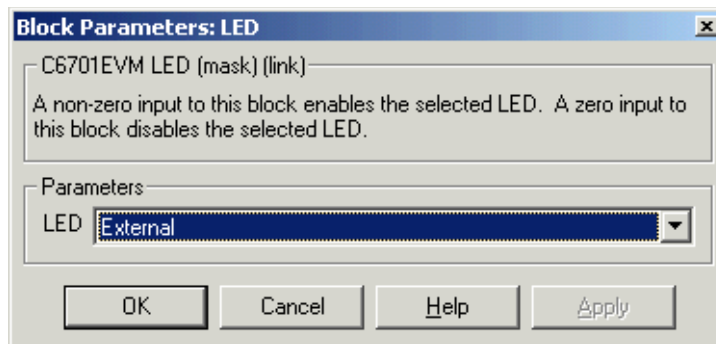 Block Parameters: LED
C6701EVM LED (mask) (link)
A non-zero input to this block enables the selected LED. A zero input to
this block disables the selected LED.
Parameters
LED External
OK Cancel Help Apply